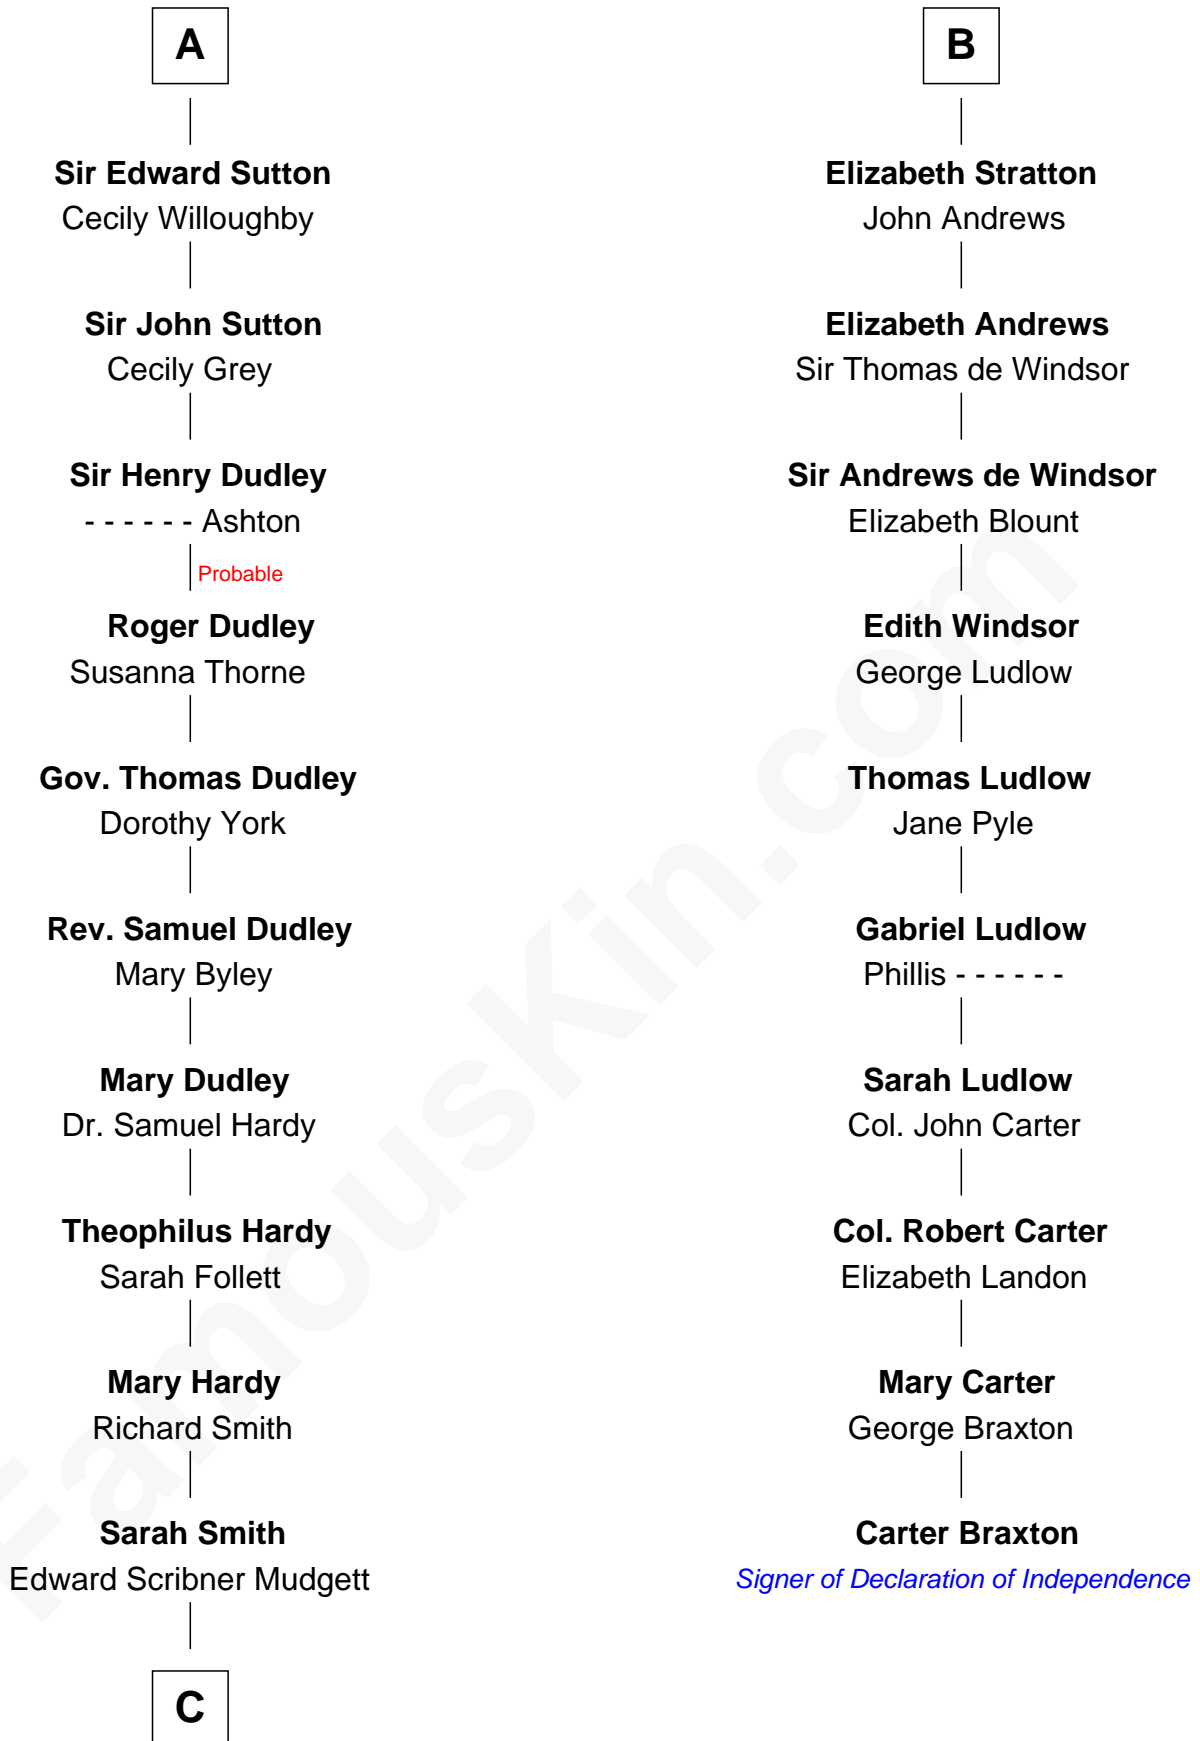 A
Sir Edward Sutton
Cecily Willoughby
Sir John Sutton
Cecily Grey
Sir Henry Dudley
- - - - - - Ashton
Probable
Roger Dudley
Susanna Thorne
Gov. Thomas Dudley
Dorothy York
Rev. Samuel Dudley
Mary Byley
Mary Dudley
Dr. Samuel Hardy
Theophilus Hardy
Sarah Follett
Mary Hardy
Richard Smith
Sarah Smith
Edward Scribner Mudgett
C
B
Elizabeth Stratton
John Andrews
Elizabeth Andrews
Sir Thomas de Windsor
Sir Andrews de Windsor
Elizabeth Blount
Edith Windsor
George Ludlow
Thomas Ludlow
Jane Pyle
Gabriel Ludlow
Phillis - - - - - -
Sarah Ludlow
Col. John Carter
Col. Robert Carter
Elizabeth Landon
Mary Carter
George Braxton
Carter Braxton
Signer of Declaration of Independence
FamousKin.com